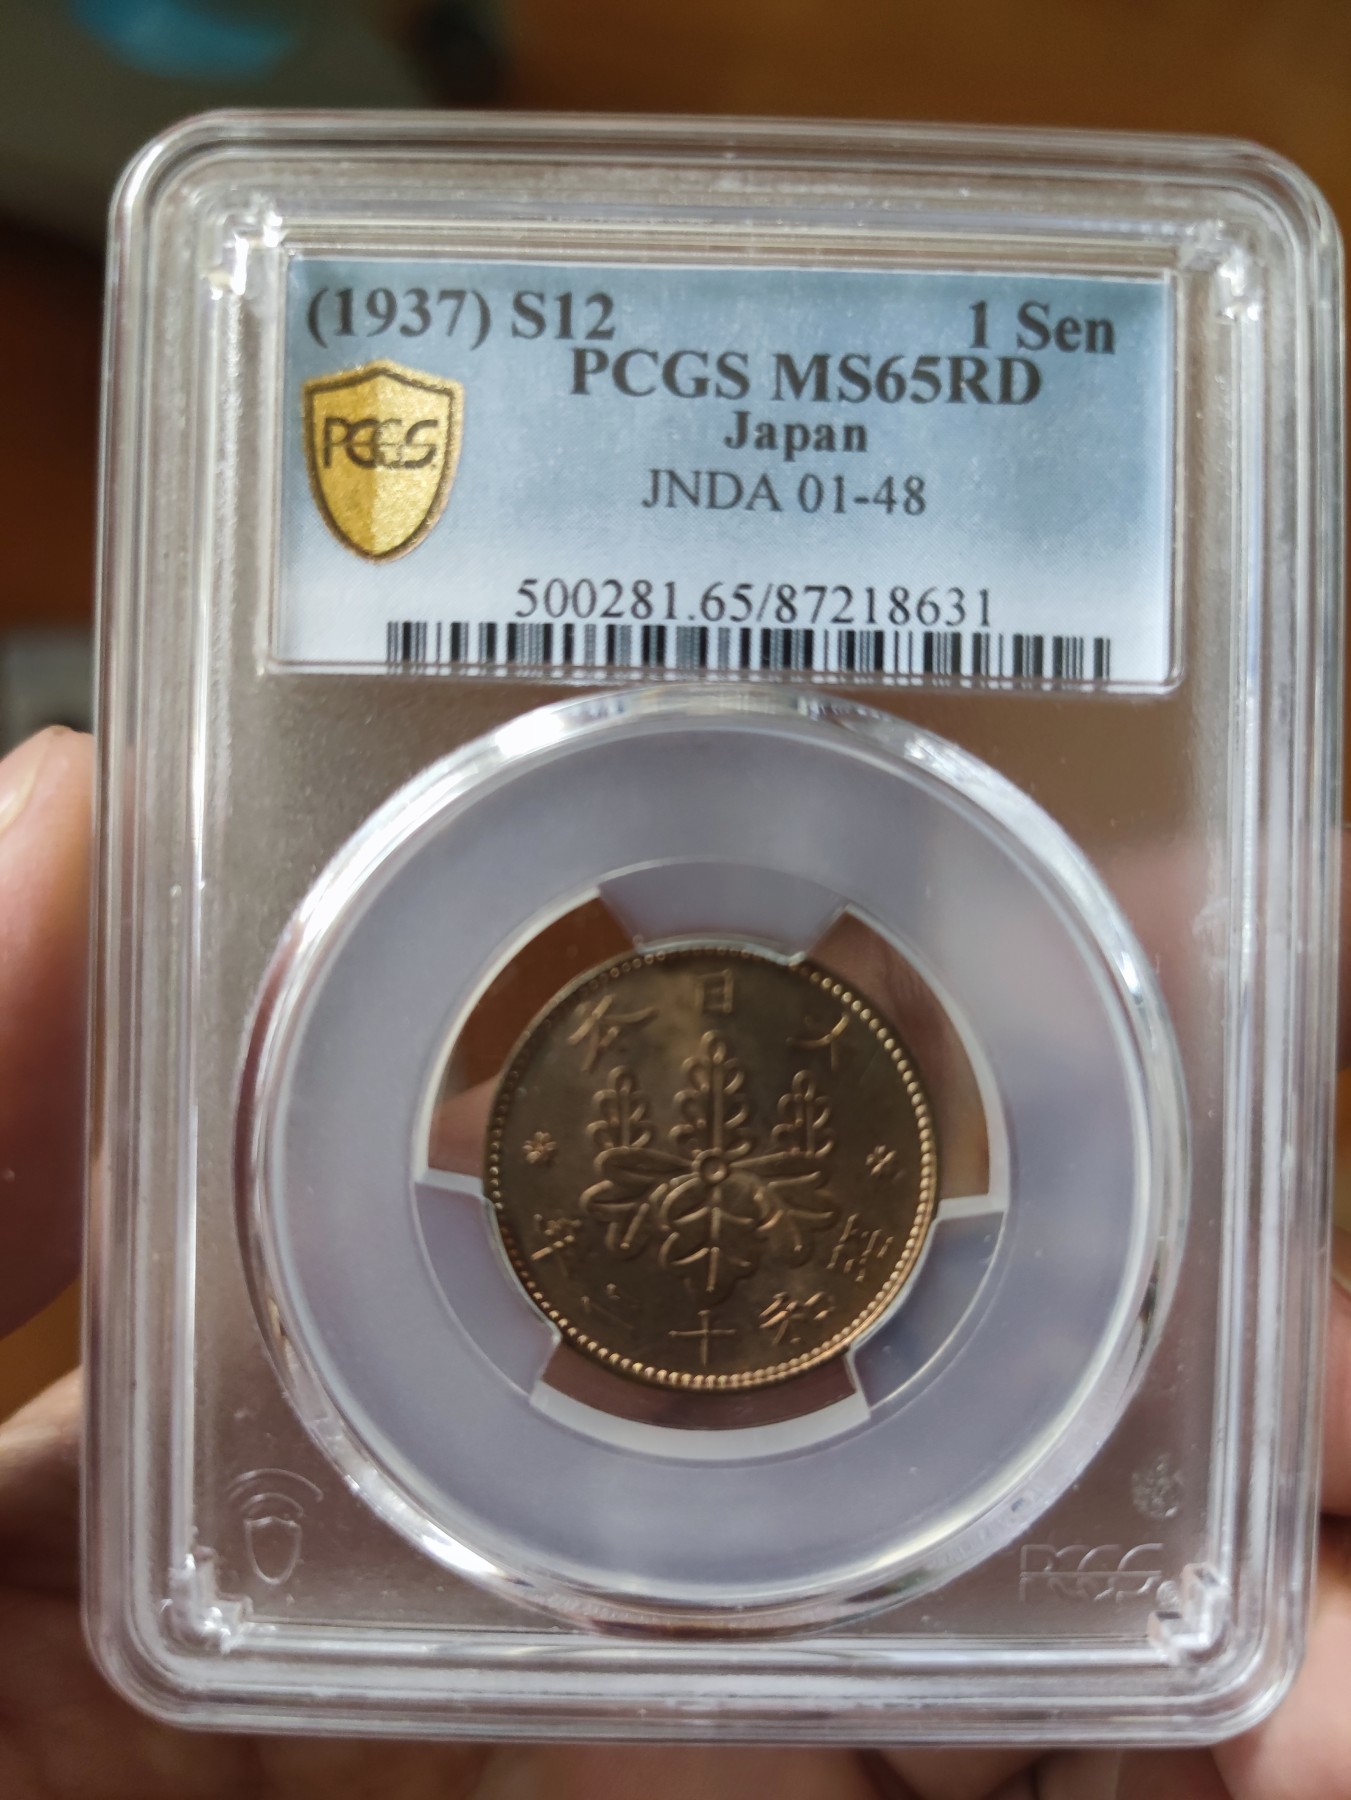 (1937) S12 1 Sen
PCGS MS65RD
PCGS
Japan
JNDA 01-48
500281.65/87218631
大日本
昭和十二年
PCGS